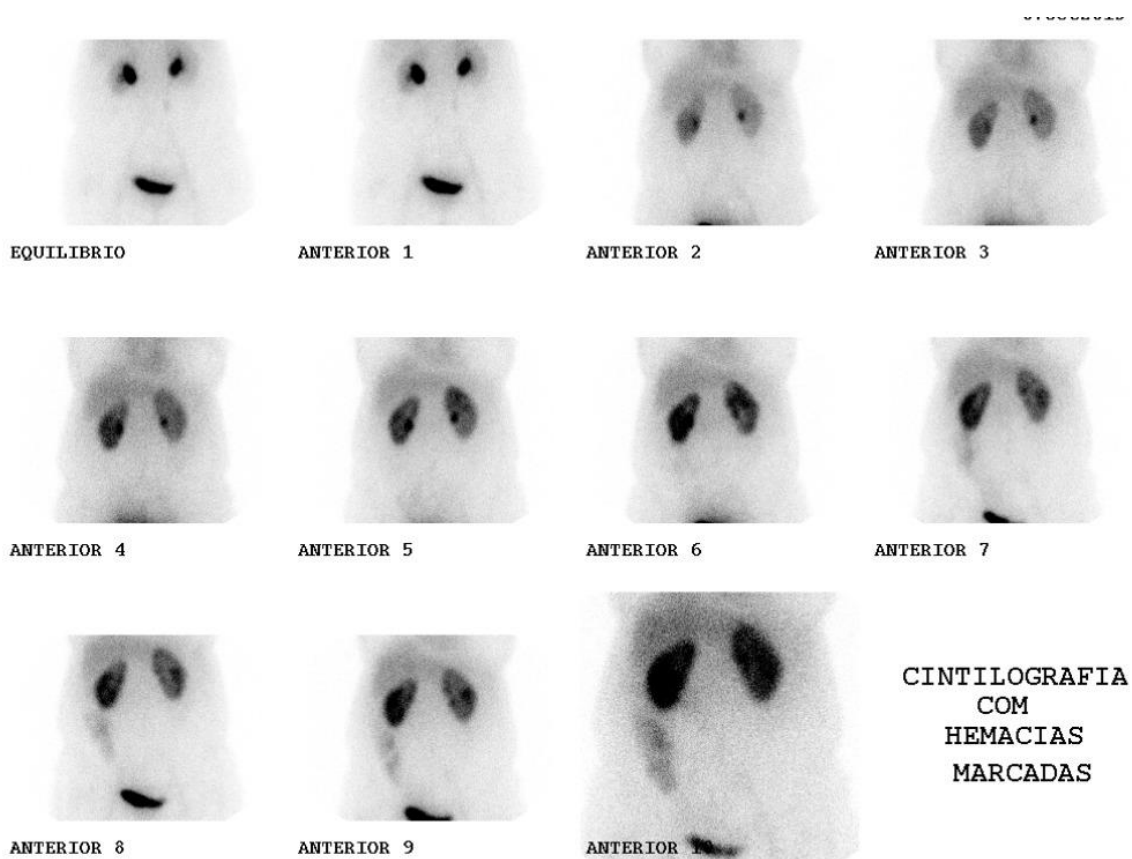 EQUILIBRIO
ANTERIOR 1
ANTERIOR 2
ANTERIOR 3
ANTERIOR 4
ANTERIOR 5
ANTERIOR 6
ANTERIOR 7
ANTERIOR 8
ANTERIOR 9
ANTERIOR
CINTILOGRAFIA
COM
HEMACIAS
MARCADAS